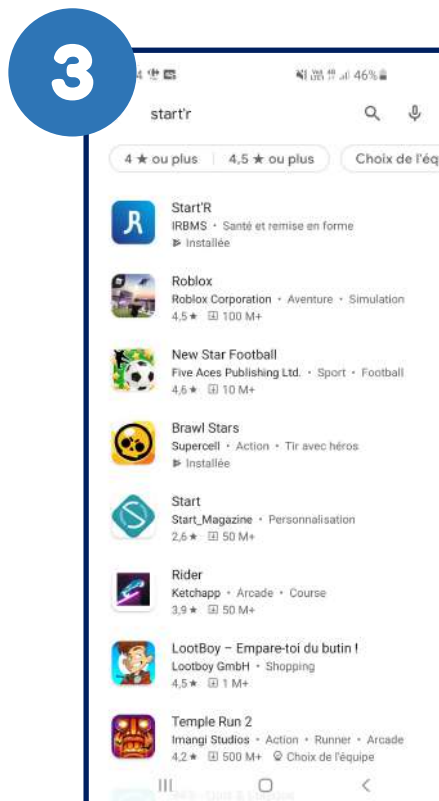 3
46%
start'r
4 ★ ou plus
4,5 ★ ou plus
Choix de l'éq
Start'R
IRBMS • Santé et remise en forme
Installée
Roblox
Roblox Corporation • Aventure • Simulation
4,5 ★ 100 M+
New Star Football
Five Aces Publishing Ltd. • Sport • Football
4,6 ★ 10 M+
Brawl Stars
Supercell • Action • Tir avec héros
Installée
Start
Start_Magazine • Personnalisation
2,6 ★ 50 M+
Rider
Ketchapp • Arcade • Course
3,9 ★ 50 M+
LootBoy – Empare-toi du butin !
Lootboy GmbH • Shopping
4,5 ★ 1 M+
Temple Run 2
Imangi Studios • Action • Runner • Arcade
4,2 ★ 500 M+ Choix de l'équipe